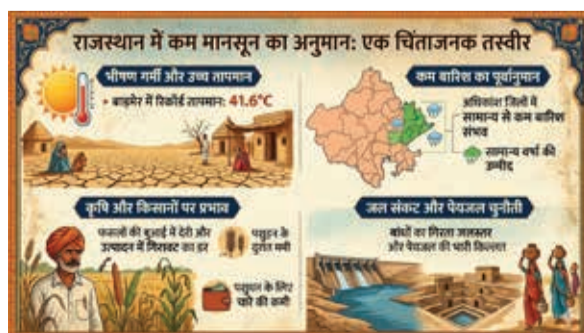 राजस्थान में कम मानसून का अनुमान: एक चिंताजनक तस्वीर
भीषण गर्मी और उच्च तापमान
• बाड़मेर में रिकॉर्ड तापमान: 41.6°C
कम बारिश का पूर्वानुमान
अधिकांश जिलों में
सामान्य से कम बारिश
संभव
सामान्य वर्षा की
उम्मीद
कृषि और किसानों पर प्रभाव
फसलों की बुआई में देरी और
उत्पादन में गिरावट का डर
पशुधन के
पशुधन के लिए
चारे की कमी
जल संकट और पेयजल चुनौती
बांधों का गिरता जलस्तर
और पेयजल की भारी किल्लत